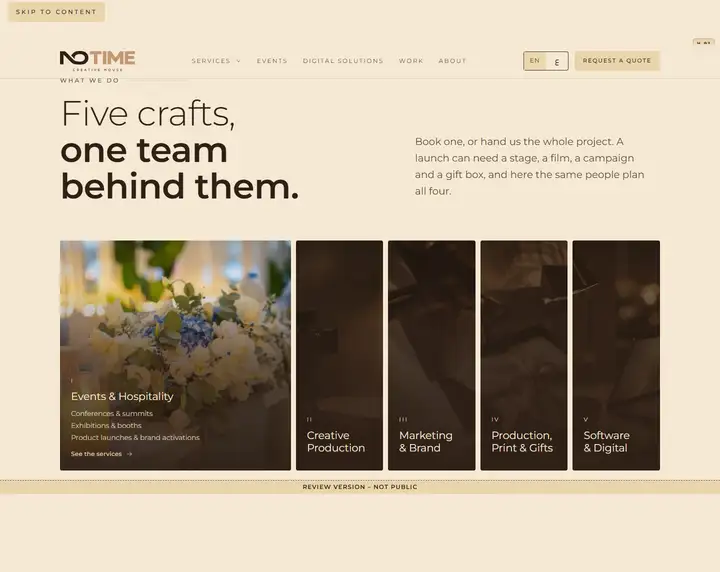 SKIP TO CONTENT
NOTIME
CREATIVE HOUSE
SERVICES
EVENTS
DIGITAL SOLUTIONS
WORK
ABOUT
EN
REQUEST A QUOTE
WHAT WE DO
Five crafts,
one team
behind them.
Book one, or hand us the whole project. A
launch can need a stage, a film, a campaign
and a gift box, and here the same people plan
all four.
I
Events & Hospitality
Conferences & summits
Exhibitions & booths
Product launches & brand activations
See the services →
II
Creative
Production
III
Marketing
& Brand
IV
Production,
Print & Gifts
V
Software
& Digital
REVIEW VERSION – NOT PUBLIC